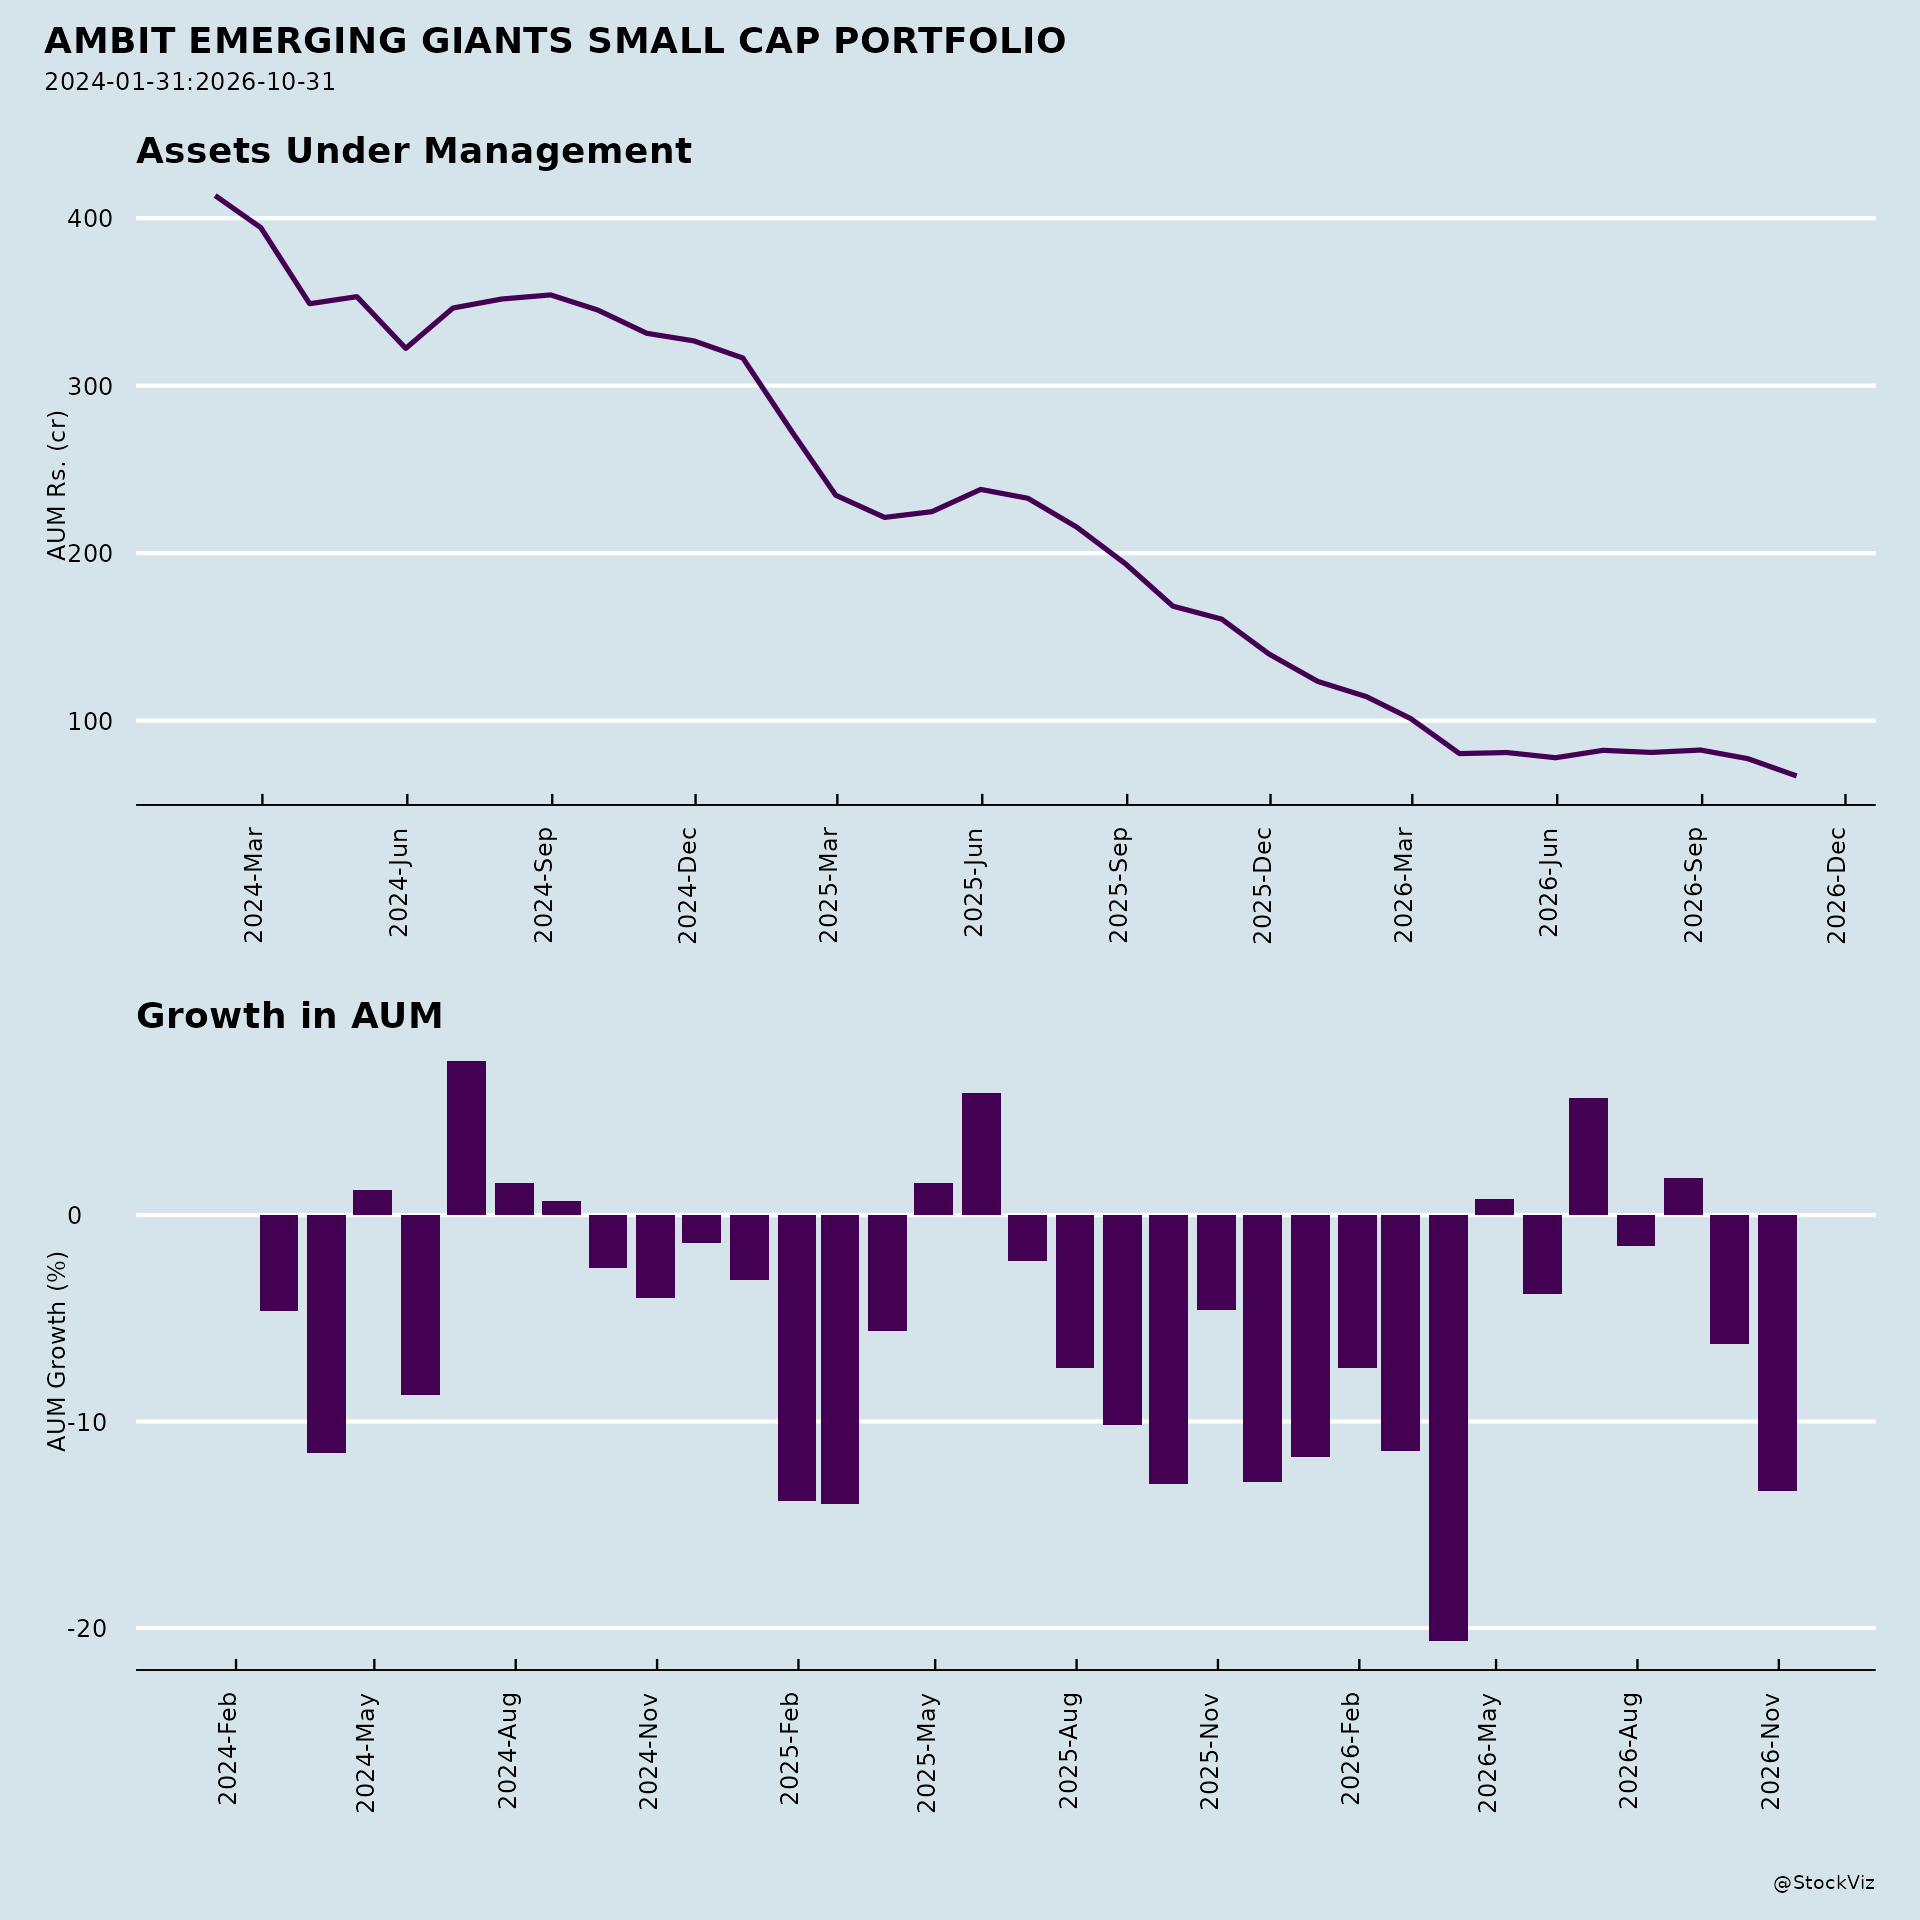 AMBIT EMERGING GIANTS SMALL CAP PORTFOLIO
2024-01-31:2026-10-31
Assets Under Management
AUM Rs. (cr)
400
300
200
100
2024-Mar
2024-Jun
2024-Sep
2024-Dec
2025-Mar
2025-Jun
2025-Sep
2025-Dec
2026-Mar
2026-Jun
2026-Sep
2026-Dec
Growth in AUM
AUM Growth (%)
0
-10
-20
2024-Feb
2024-May
2024-Aug
2024-Nov
2025-Feb
2025-May
2025-Aug
2025-Nov
2026-Feb
2026-May
2026-Aug
2026-Nov
@StockViz